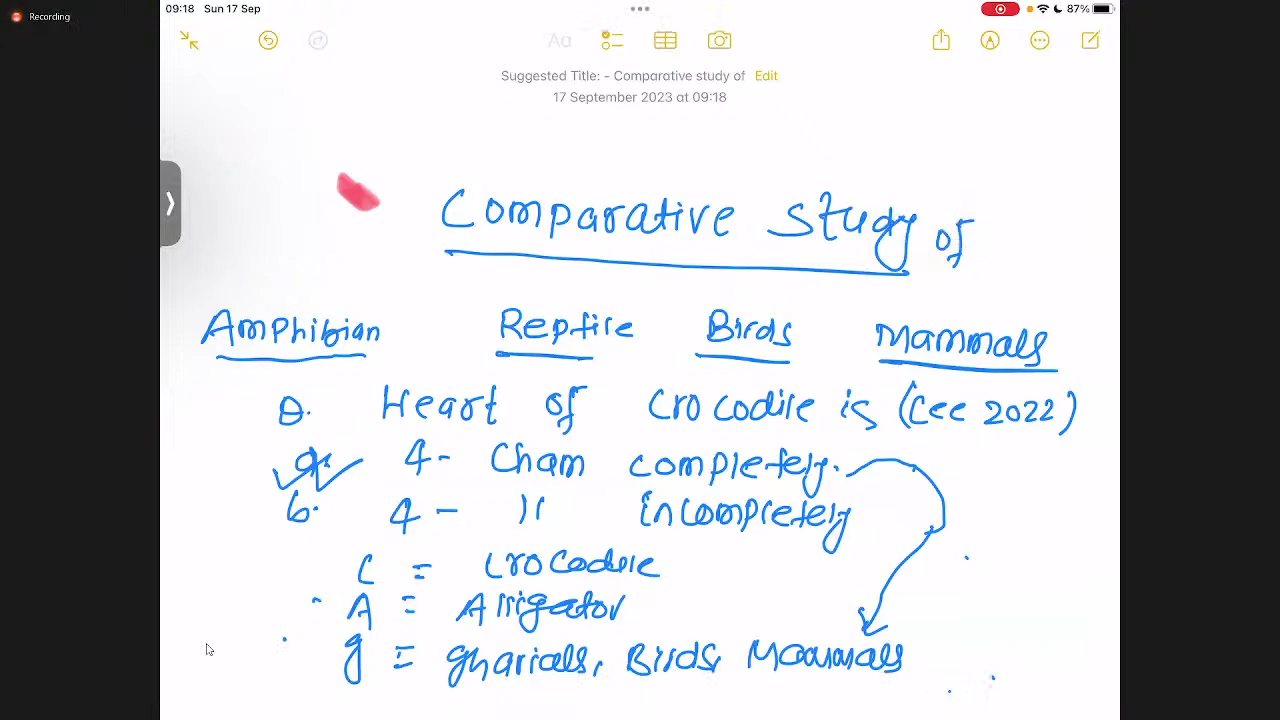 Recording
09:18 Sun 17 Sep
87%
Aa
Suggested Title: - Comparative study of Edit
17 September 2023 at 09:18
Comparative study of
Amphibian Reptile Birds Mammals
Q. Heart of Crocodile is (Cee 2022)
a. 4- Cham completely.
b. 4 - 11 incompletely
C = Crocodile
A = Alligator
g = gharials, Birds, Mammals